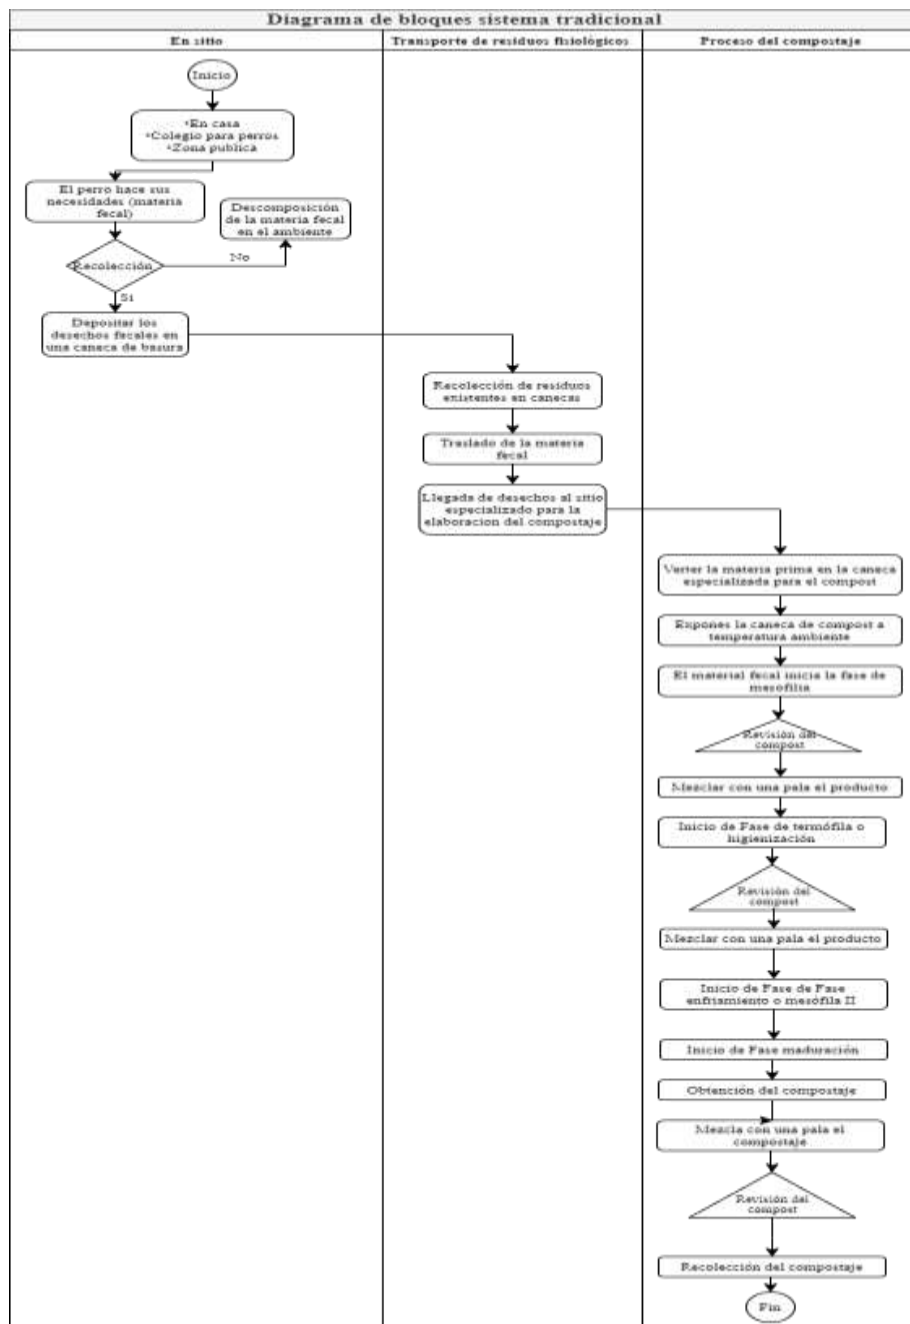 Diagrama de bloques sistema tradicional
En sitio
Transporte de residuos fisiológicos
Proceso del compostaje
Inicio
•En casa
•Colegio para perros
•Zona publica
El perro hace sus
necesidades (materia
fecal)
Descomposición
de la materia fecal
en el ambiente
Recolección
No
Si
Depositar los
desechos fecales en
una caneca de basura
Recolección de residuos
existentes en canecas
Traslado de la materia
fecal
Llegada de desechos al sitio
especializado para la
elaboracion del compostaje
Verter la materia prima en la caneca
especializada para el compost
Expones la caneca de compost a
temperatura ambiente
El material fecal inicia la fase de
mesofilia
Revisión del
compost
Mezclar con una pala el producto
Inicio de Fase de termófila o
higienización
Revisión del
compost
Mezclar con una pala el producto
Inicio de Fase de Fase
enfriamiento o mesófila II
Inicio de Fase maduración
Obtención del compostaje
Mezcla con una pala el
compostaje
Revisión del
compost
Recolección del compostaje
Fin